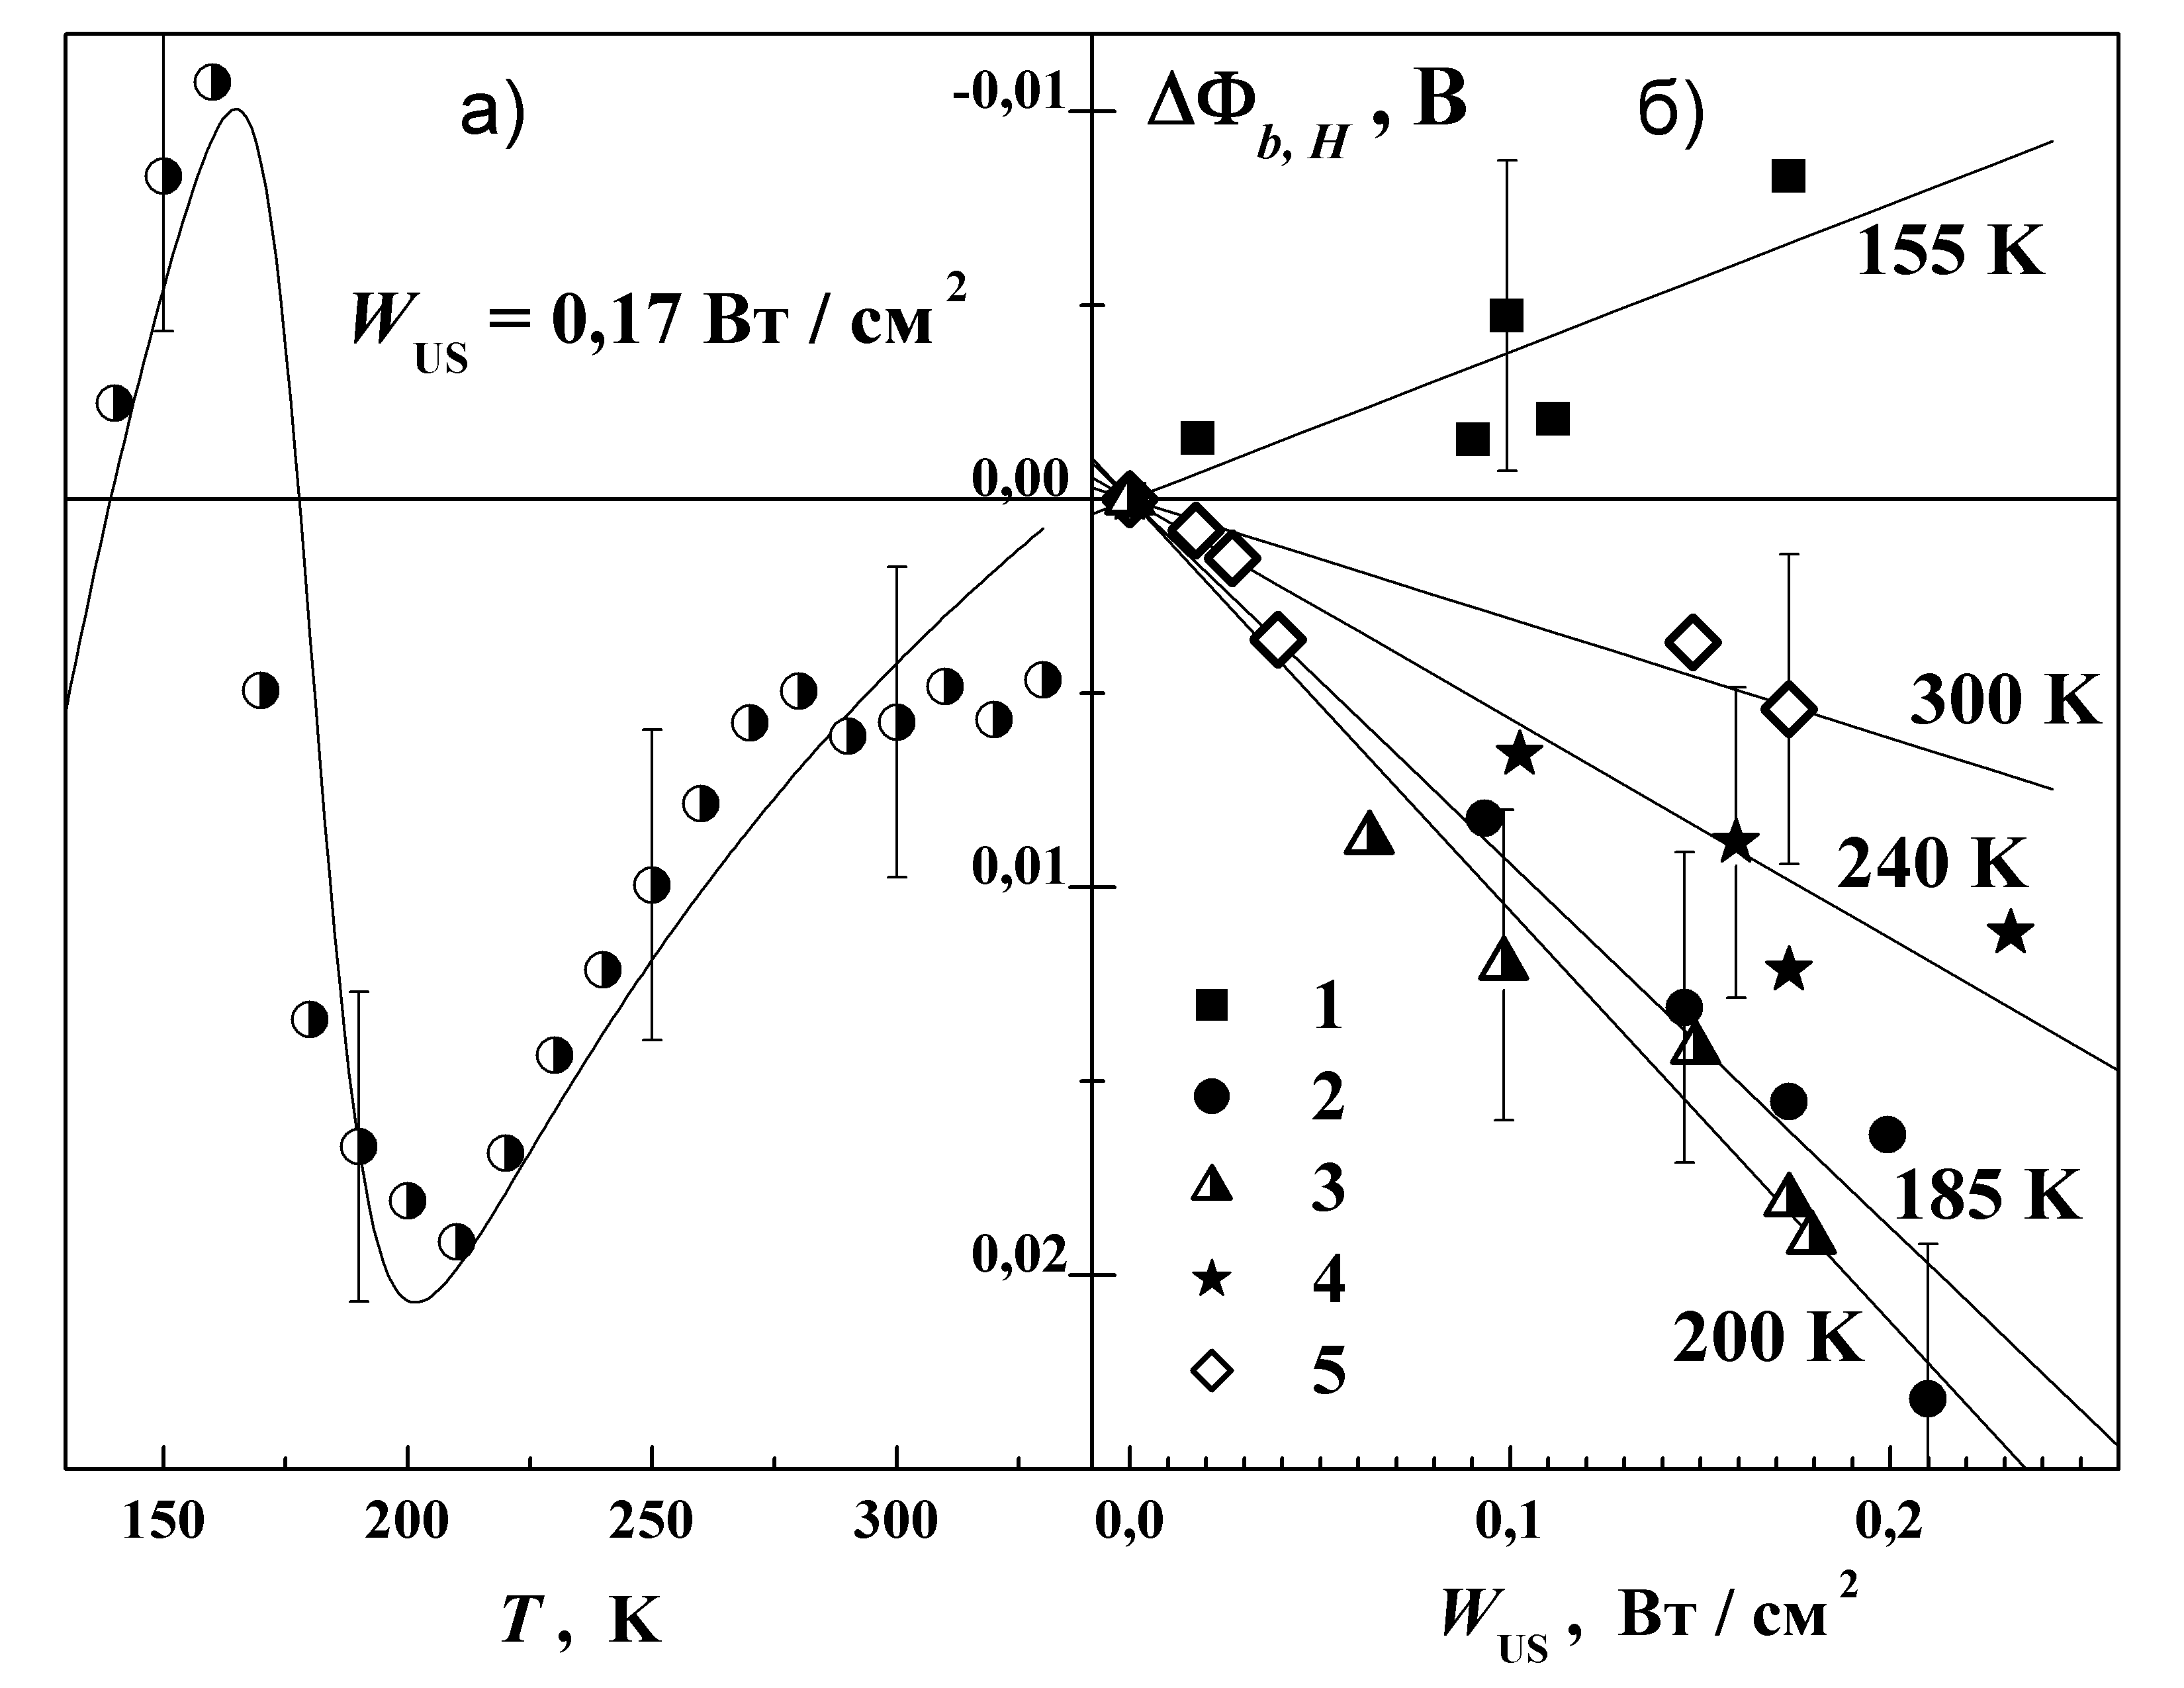 а)
W US = 0,17 Вт / см 2
ΔΦ b, H , В
б)
-0,01
0,00
0,01
0,02
155 K
300 K
240 K
185 K
200 K
1
2
3
4
5
150 200 250 300
0,0 0,1 0,2
T , К
W US , Вт / см 2